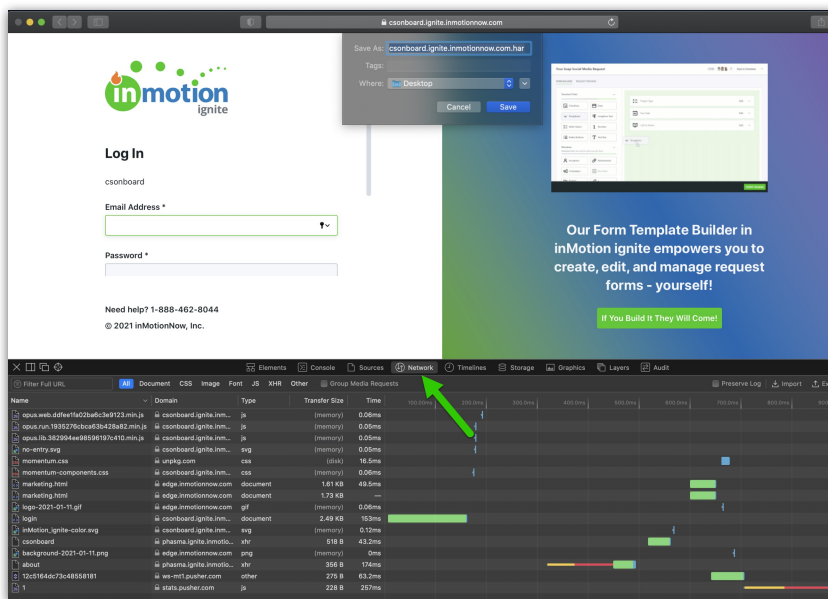 csonboard.ignite.inmotionnow.com
Save As: csonboard.ignite.inmotionnow.com.har
Tags:
Where: Desktop
Cancel Save
inmotion
ignite
Log In
csonboard
Email Address *
Password *
Need help? 1-888-462-8044
© 2021 inMotionNow, Inc.
Our Form Template Builder in
inMotion ignite empowers you to
create, edit, and manage request
forms - yourself!
If You Build It They Will Come!
Elements Console Sources Network Timelines Storage Graphics Layers Audit
Filter Full URL All Document CSS Image Font JS XHR Other Group Media Requests Preserve Log Import Ex
Name Domain Type Transfer Size Time 100.0ms 200.0ms 300.0ms 400.0ms 500.0ms 600.0ms 700.0ms 800.0ms
opus.web.ddfee1fa02ba6c3e9123.min.js csonboard.ignite.inm... js (memory) 0.06ms
opus.run.1935276cbca63b428a82.min.js csonboard.ignite.inm... js (memory) 0.05ms
opus.lib.382994ee98596197c410.min.js csonboard.ignite.inm... js (memory) 0.05ms
no-entry.svg csonboard.ignite.inm... svg (memory) 0.05ms
momentum.css unpkg.com css (disk) 16.5ms
momentum-components.css csonboard.ignite.inm... css (memory) 0.06ms
marketing.html edge.inmotionnow.com document 1.61 KB 49.5ms
marketing.html edge.inmotionnow.com document 1.73 KB —
logo-2021-01-11.gif edge.inmotionnow.com gif (memory) 0.06ms
login csonboard.ignite.inm... document 2.49 KB 153ms
inMotion_ignite-color.svg csonboard.ignite.inm... svg (memory) 0.12ms
csonboard phasma.ignite.inmotio... xhr 518 B 43.2ms
background-2021-01-11.png edge.inmotionnow.com png (memory) 0ms
about phasma.ignite.inmotio... xhr 356 B 174ms
12c5164dc73c48558181 ws-mt1.pusher.com other 275 B 63.2ms
1 stats.pusher.com js 228 B 257ms